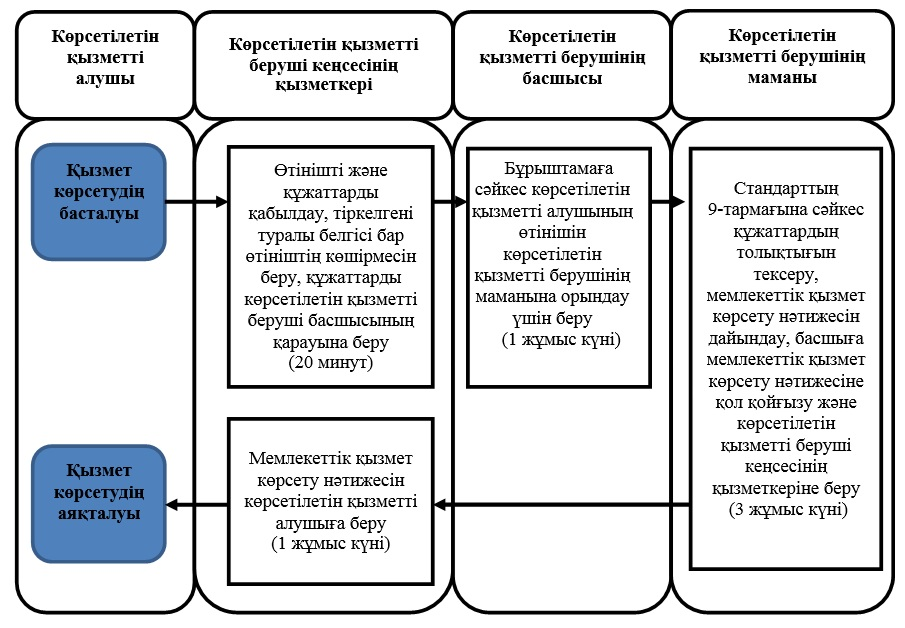 Көрсетілетін
қызметті
алушы
Көрсетілетін қызметті
беруші кеңсесінің
қызметкері
Көрсетілетін
қызметті берушінің
басшысы
Көрсетілетін
қызметті берушінің
маманы
Қызмет
көрсетудің
басталуы
Өтінішті және
құжаттарды
қабылдау, тіркелгені
туралы белгісі бар
өтініштің көшірмесін
беру, құжаттарды
көрсетілетін қызметті
беруші басшысының
қарауына беру
(20 минут)
Бұрыштамаға
сәйкес көрсетілетін
қызметті алушының
өтінішін
көрсетілетін
қызметті берушінің
маманына орындау
үшін беру
(1 жұмыс күні)
Стандарттың
9-тармағына сәйкес
құжаттардың
толықтығын
тексеру,
мемлекеттік қызмет
көрсету нәтижесін
дайындау, басшыға
мемлекеттік қызмет
көрсету нәтижесіне
қол қойғызу және
көрсетілетін
қызметті беруші
кеңсесінің
қызметкеріне беру
(3 жұмыс күні)
Мемлекеттік қызмет
көрсету нәтижесін
көрсетілетін қызметті
алушыға беру
(1 жұмыс күні)
Қызмет
көрсетудің
аяқталуы